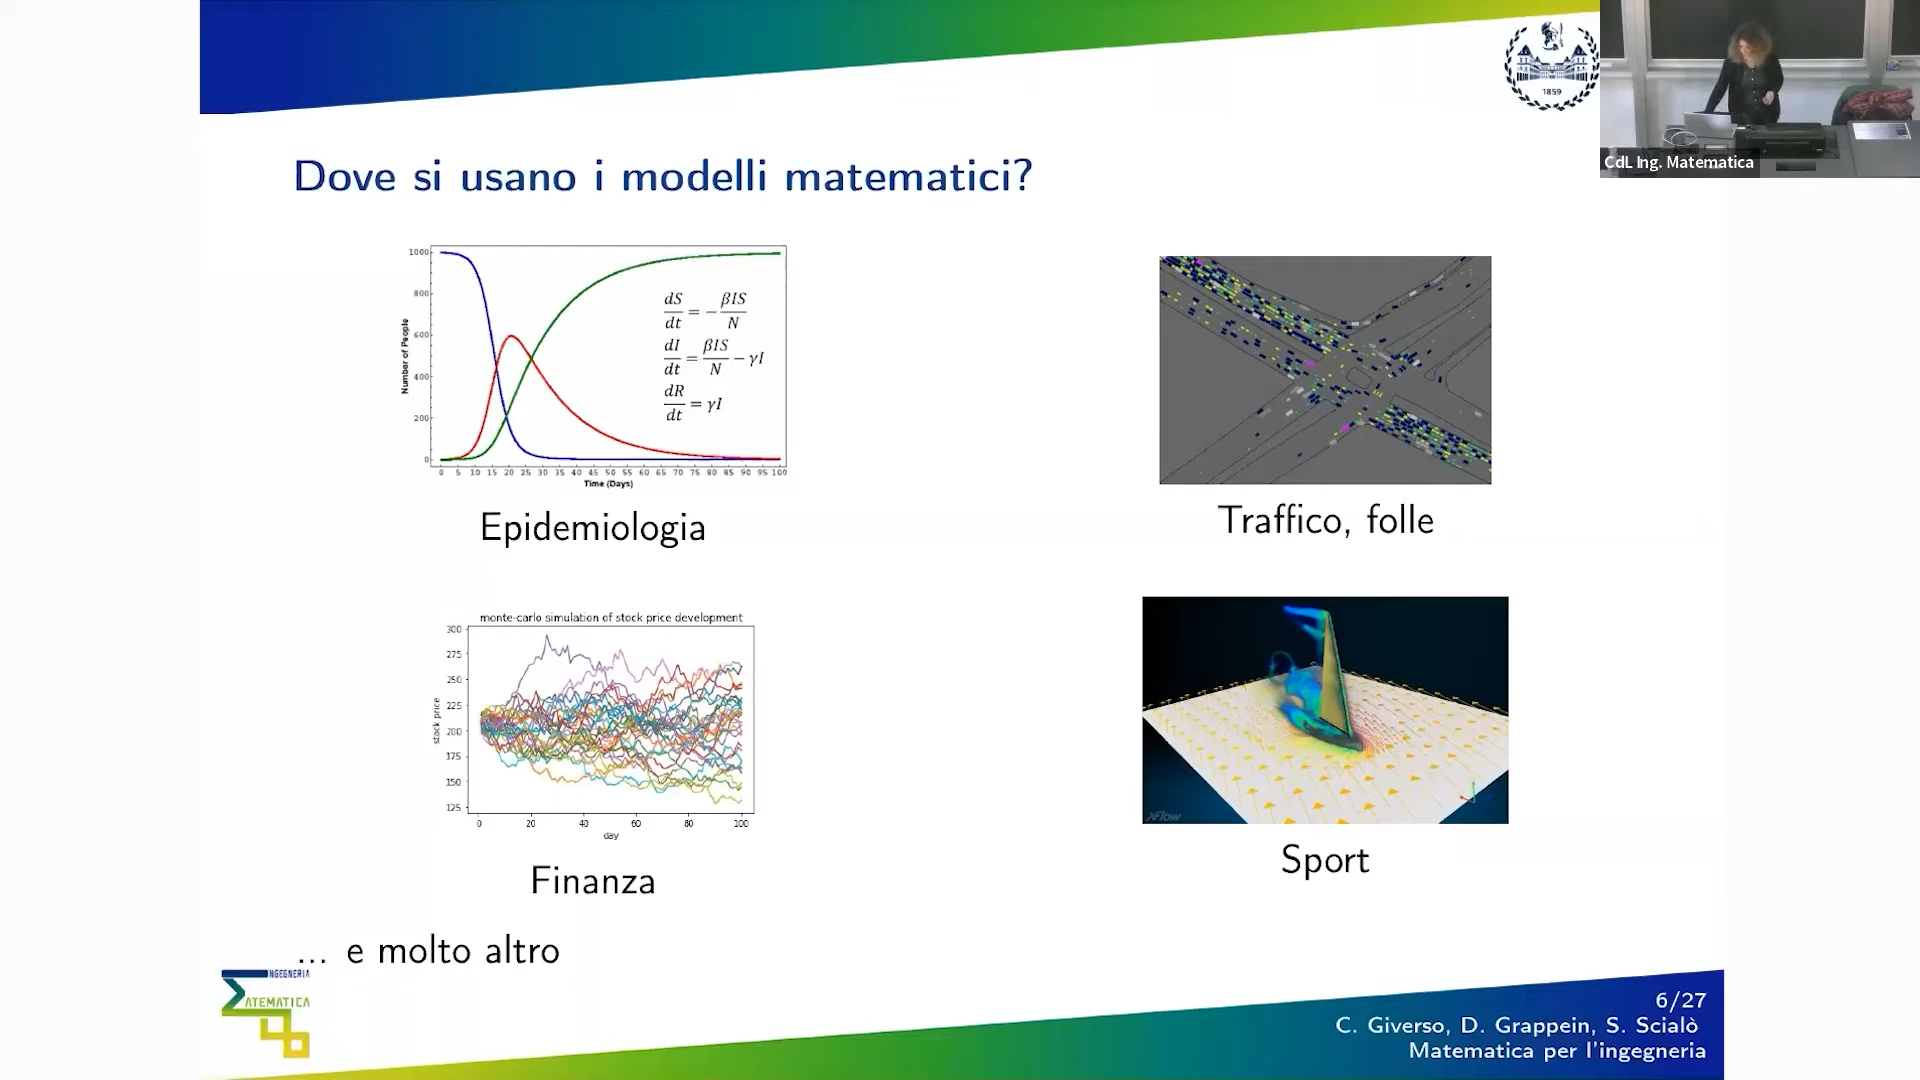 1859
CdL Ing. Matematica
Dove si usano i modelli matematici?
Number of People
1000
800
600
400
200
0
0 5 10 15 20 25 30 35 40 45 50 55 60 65 70 75 80 85 90 95 100
Time (Days)
dS/dt = − βIS/N
dI/dt = βIS/N − γI
dR/dt = γI
Epidemiologia
Traffico, folle
monte-carlo simulation of stock price development
stock price
300
275
250
225
200
175
150
125
0 20 40 60 80 100
day
Finanza
XFlow
Sport
... e molto altro
INGEGNERIA
MATEMATICA
6/27
C. Giverso, D. Grappein, S. Scialò
Matematica per l'ingegneria